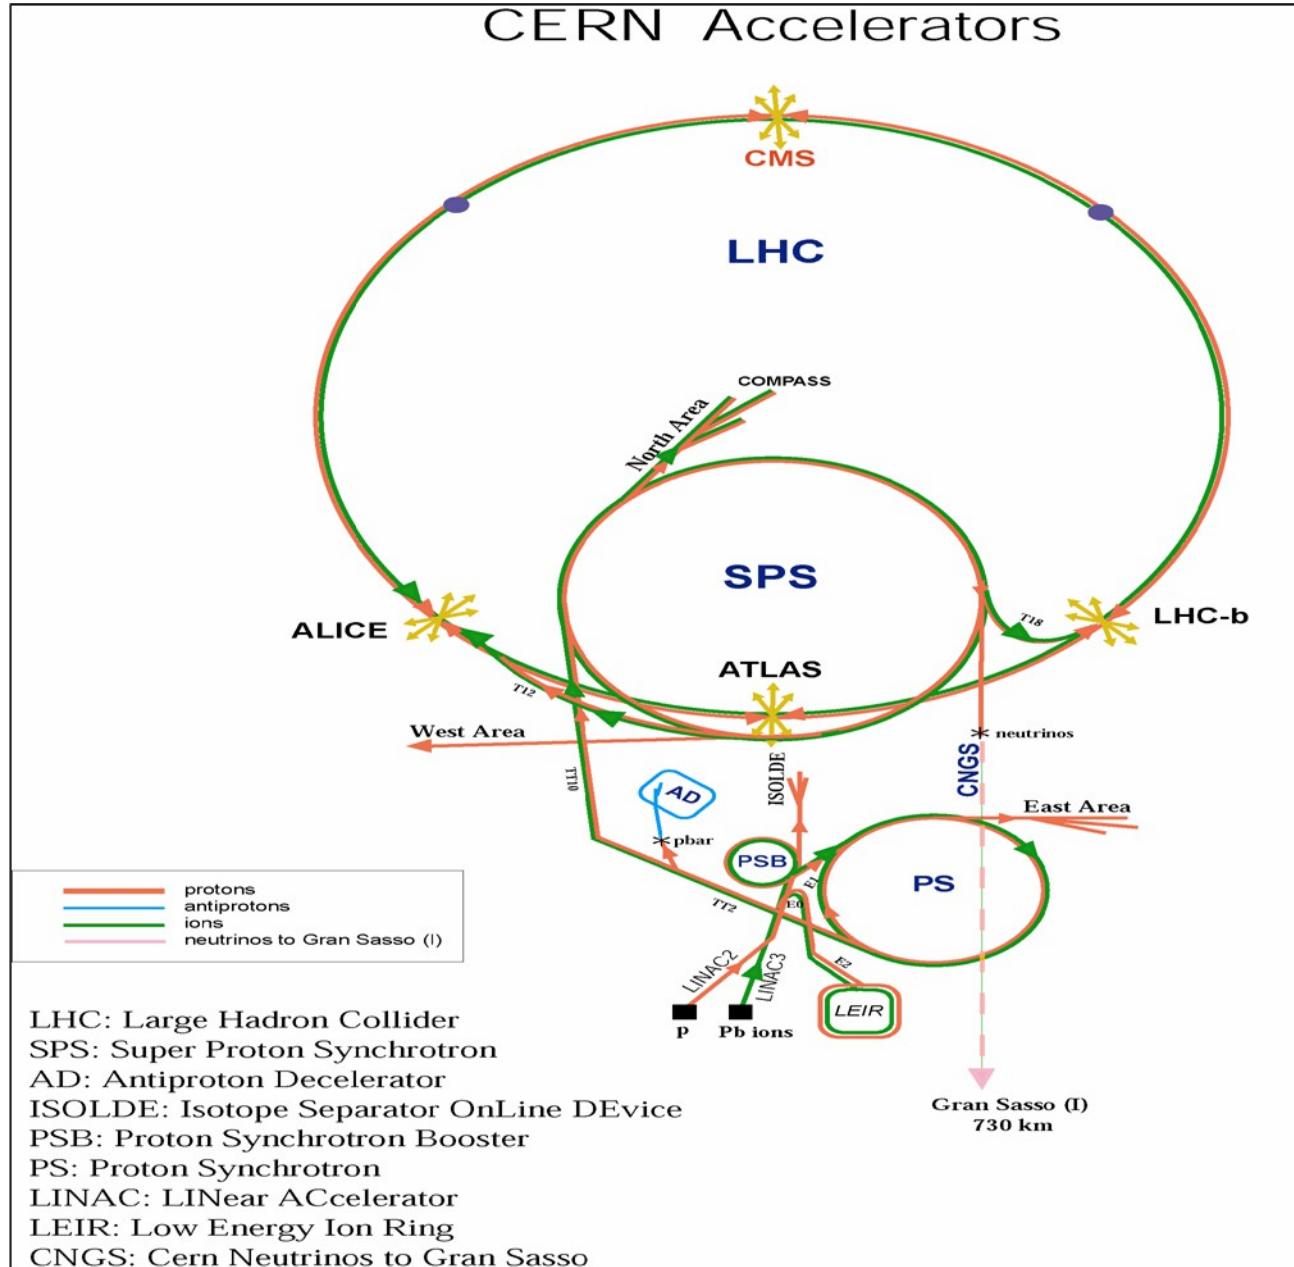 CERN Accelerators
CMS
LHC
COMPASS
North Area
SPS
ALICE
T18
LHC-b
ATLAS
T12
West Area
neutrinos
TT10
ISOLDE
CNGS
AD
East Area
pbar
PSB
E1
PS
protons
antiprotons
ions
neutrinos to Gran Sasso (I)
TT2
E0
LINAC2
LINAC3
E2
LEIR
p
Pb ions
Gran Sasso (I)
730 km
LHC: Large Hadron Collider
SPS: Super Proton Synchrotron
AD: Antiproton Decelerator
ISOLDE: Isotope Separator OnLine DEvice
PSB: Proton Synchrotron Booster
PS: Proton Synchrotron
LINAC: LINear ACcelerator
LEIR: Low Energy Ion Ring
CNGS: Cern Neutrinos to Gran Sasso